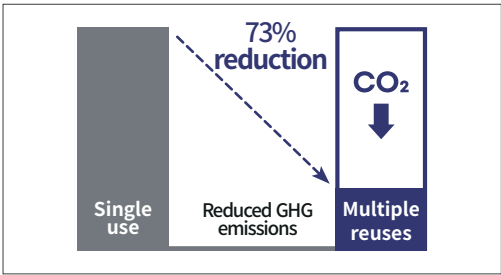 73%
reduction
CO₂
Single
use
Reduced GHG
emissions
Multiple
reuses